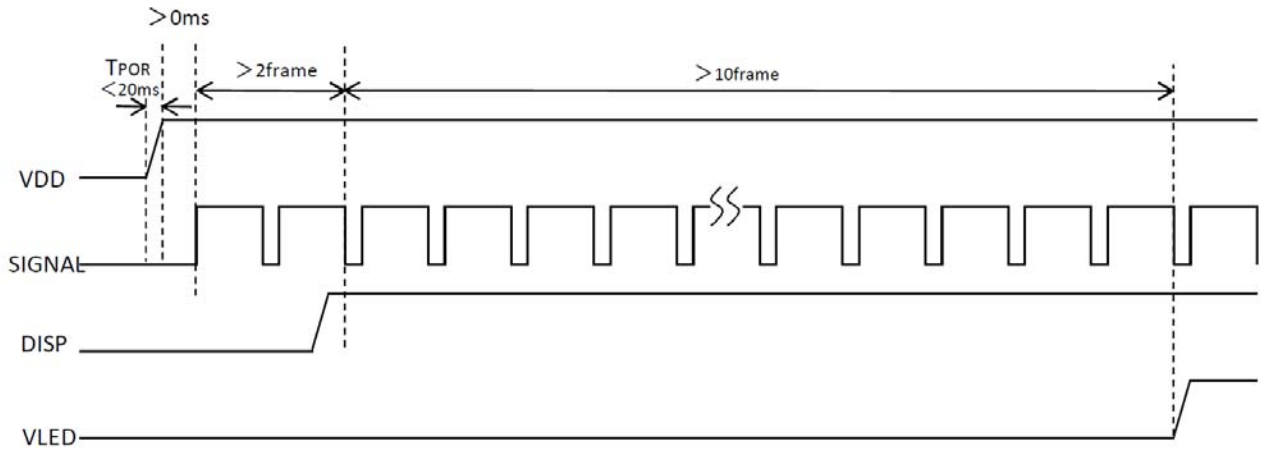 ＞0ms
TPOR
＜20ms
＞2frame
＞10frame
VDD
SIGNAL
DISP
VLED